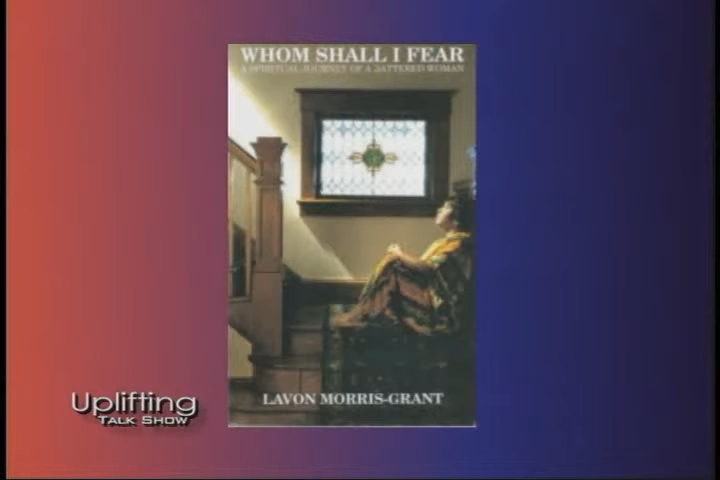 WHOM SHALL I FEAR
A SPIRITUAL JOURNEY OF A BATTERED WOMAN
LAVON MORRIS-GRANT
Uplifting
TALK SHOW